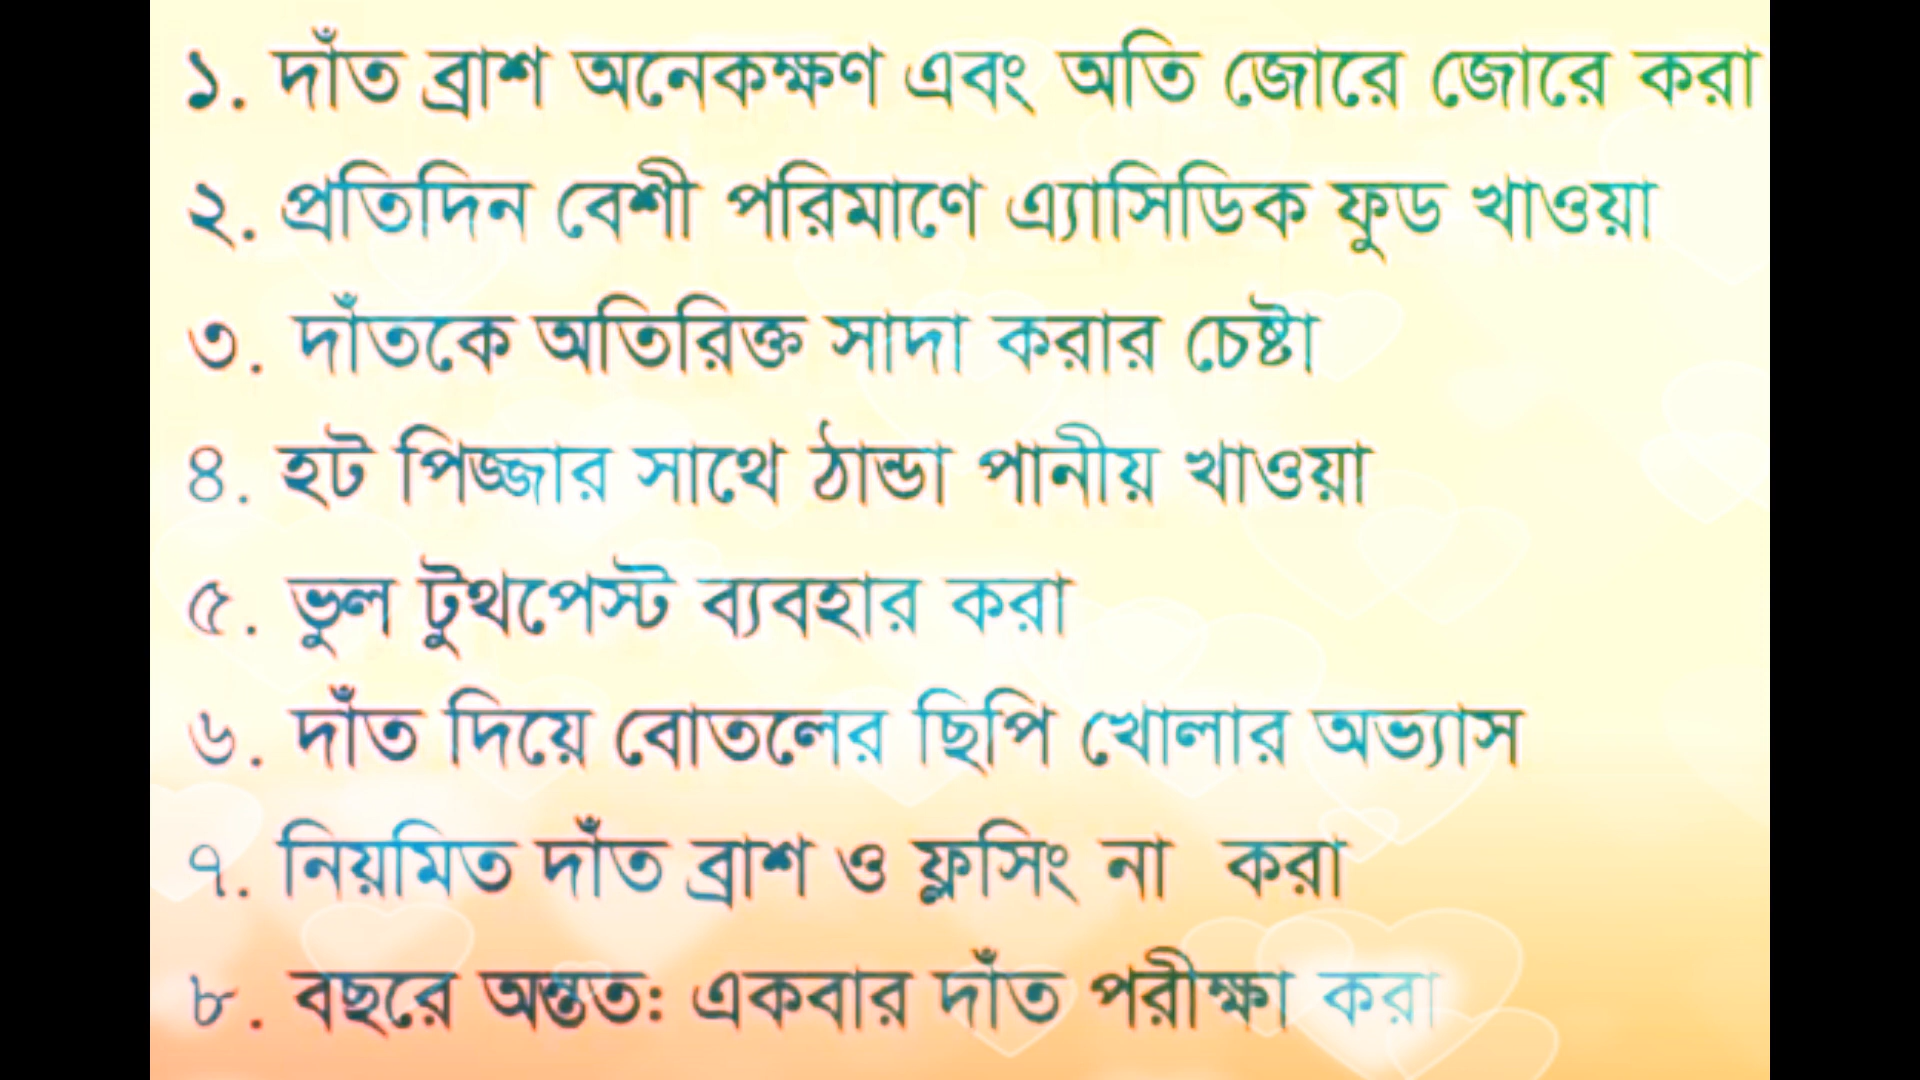 ১. দাঁত ব্রাশ অনেকক্ষণ এবং অতি জোরে জোরে করা
২. প্রতিদিন বেশী পরিমাণে এ্যাসিডিক ফুড খাওয়া
৩. দাঁতকে অতিরিক্ত সাদা করার চেষ্টা
৪. হট পিজ্জার সাথে ঠান্ডা পানীয় খাওয়া
৫. ভুল টুথপেস্ট ব্যবহার করা
৬. দাঁত দিয়ে বোতলের ছিপি খোলার অভ্যাস
৭. নিয়মিত দাঁত ব্রাশ ও ফ্লসিং না করা
৮. বছরে অন্তত: একবার দাঁত পরীক্ষা করা